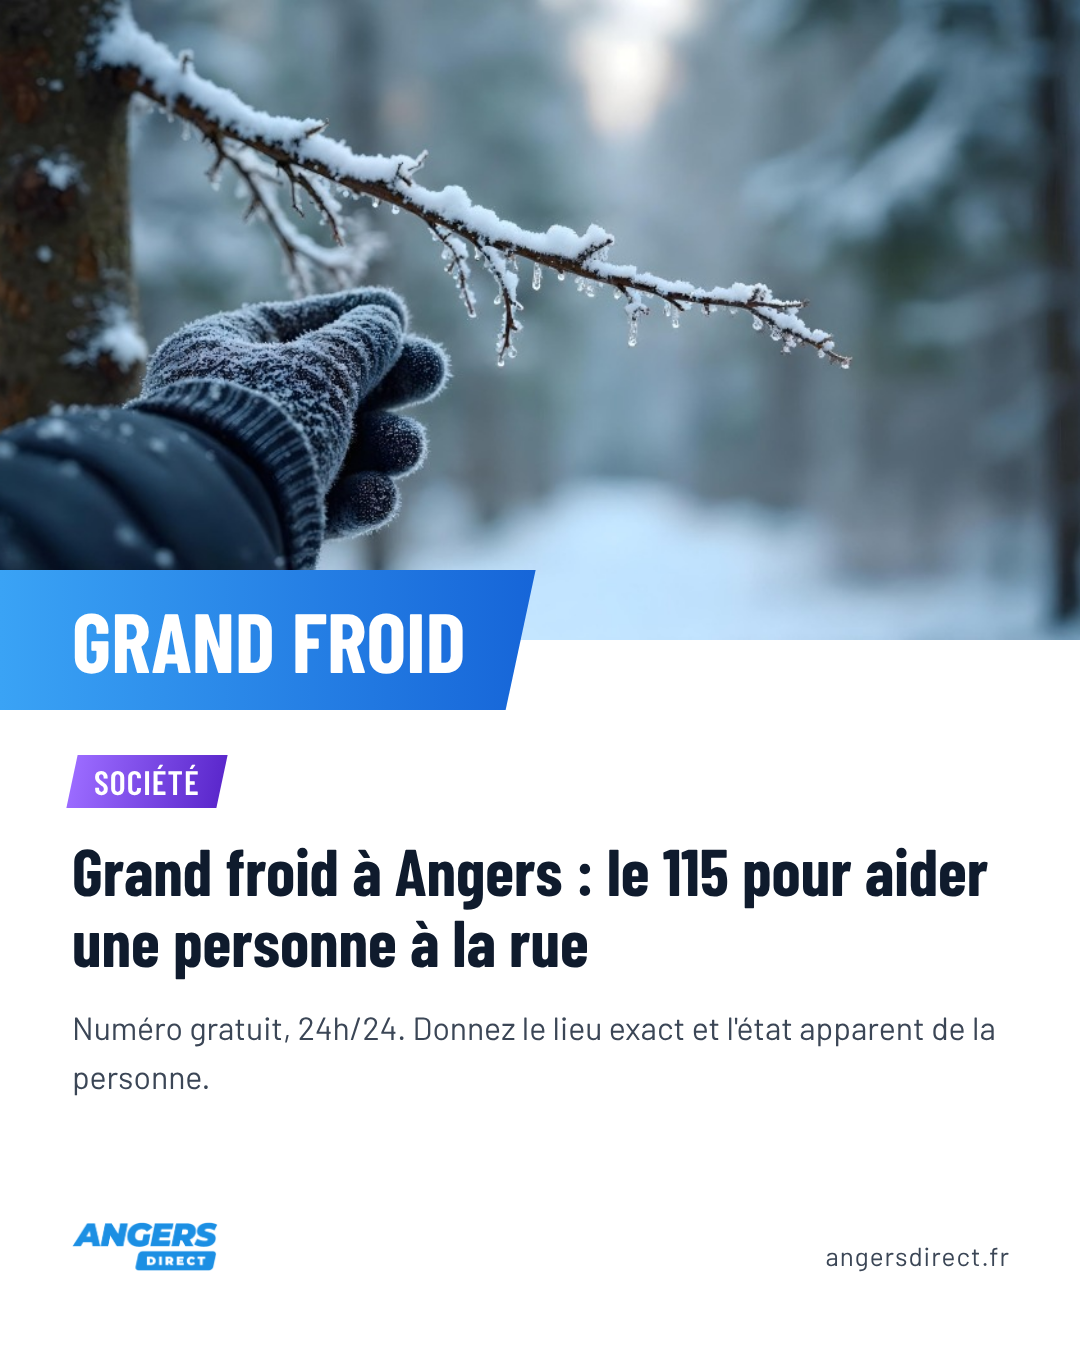 GRAND FROID
SOCIÉTÉ
Grand froid à Angers : le 115 pour aider
une personne à la rue
Numéro gratuit, 24h/24. Donnez le lieu exact et l'état apparent de la
personne.
ANGERS
DIRECT
angersdirect.fr